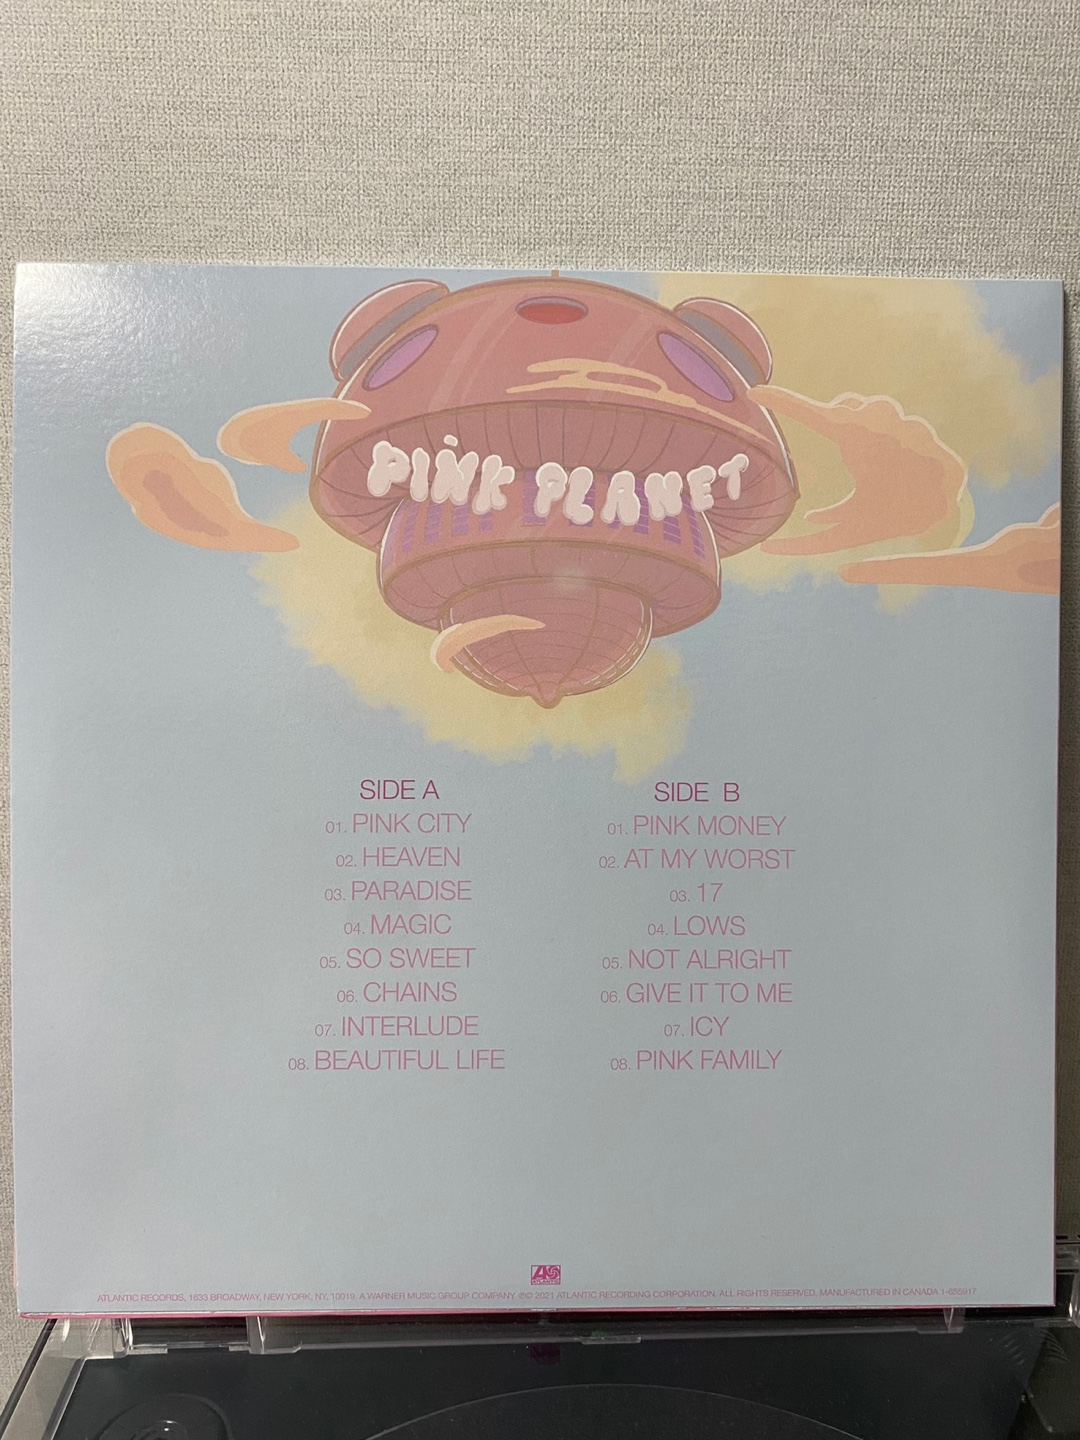 PINK PLANET
SIDE A
01. PINK CITY
02. HEAVEN
03. PARADISE
04. MAGIC
05. SO SWEET
06. CHAINS
07. INTERLUDE
08. BEAUTIFUL LIFE
SIDE B
01. PINK MONEY
02. AT MY WORST
03. 17
04. LOWS
05. NOT ALRIGHT
06. GIVE IT TO ME
07. ICY
08. PINK FAMILY
ATLANTIC
ATLANTIC RECORDS, 1633 BROADWAY, NEW YORK, NY, 10019. A WARNER MUSIC GROUP COMPANY. ℗© 2021 ATLANTIC RECORDING CORPORATION. ALL RIGHTS RESERVED. MANUFACTURED IN CANADA 1-655917